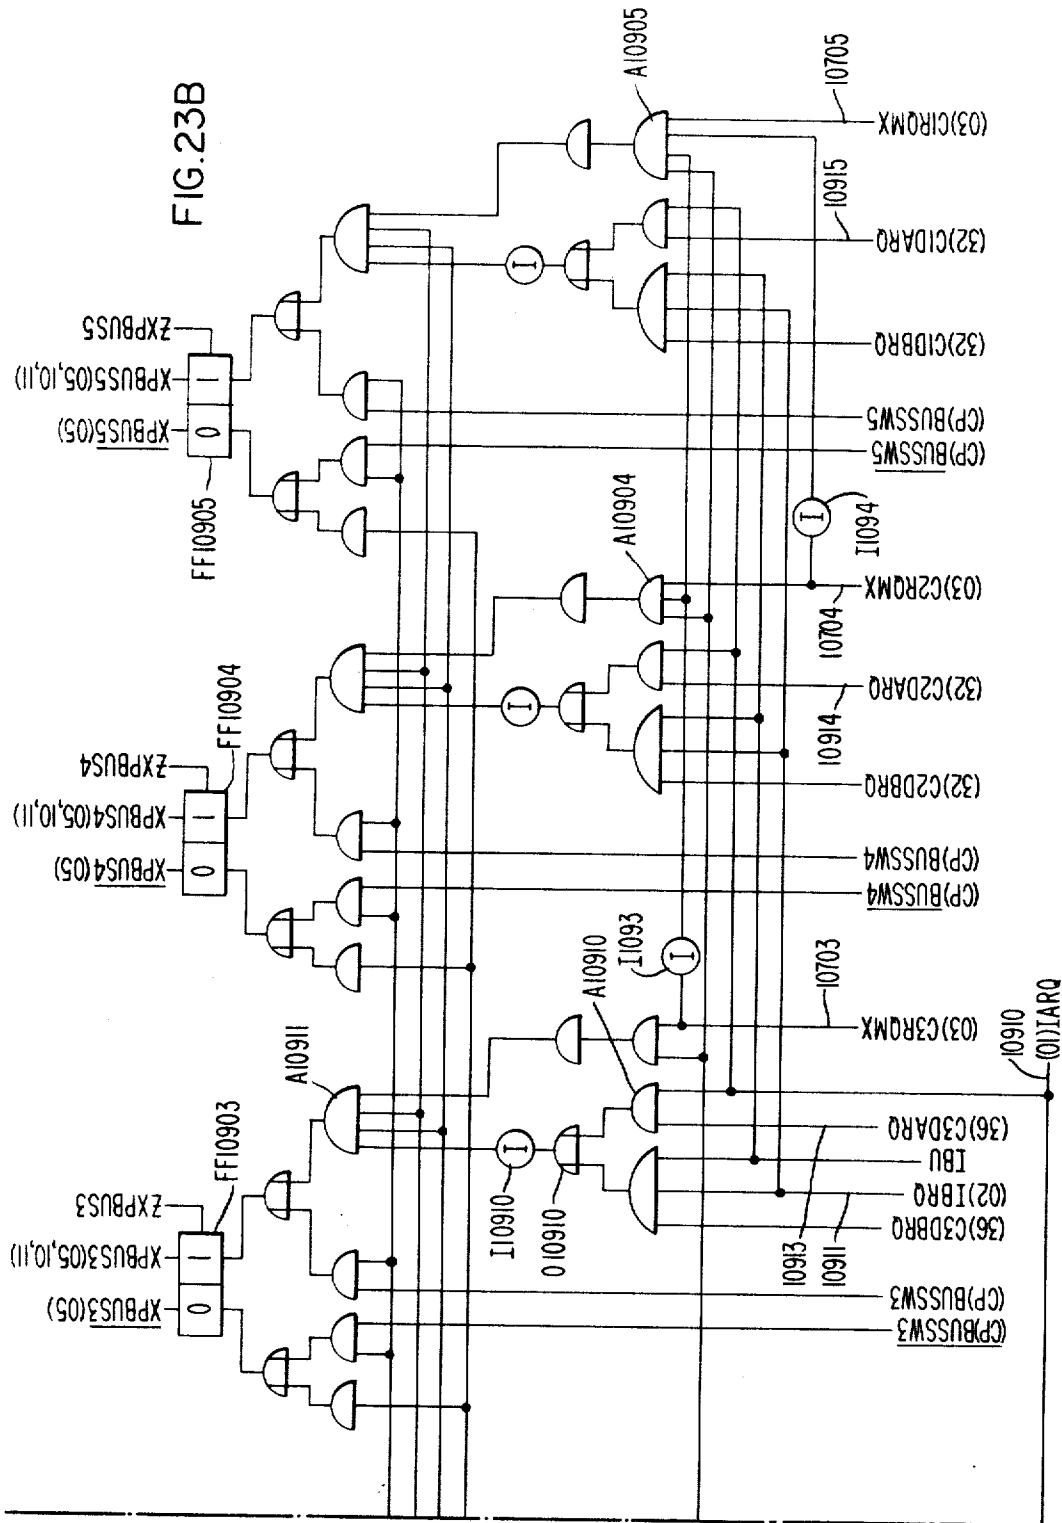 FIG.23B
ZXPBUS5
XPBUS5(05,10,11)
XPBUS5(05)
1
0
FF10905
ZXPBUS4
XPBUS4(05,10,11)
XPBUS4(05)
1
0
FF10904
ZXPBUS3
XPBUS3(05,10,11)
XPBUS3(05)
1
0
FF10903
A10911
I
I
I
I10910
O10910
A10910
A10904
A10905
I
I1093
I
I1094
(03)C1RQMX
10705
(32)C1DARQ
10915
(32)C1DBRQ
(CP)BUSSW5
(CP)BUSSW5
(03)C2RQMX
10704
(32)C2DARQ
10914
(32)C2DBRQ
(CP)BUSSW4
(CP)BUSSW4
(03)C3RQMX
10703
(36)C3DARQ
10913
IBU
(02)IBRQ
10911
(36)C3DBRQ
(CP)BUSSW3
(CP)BUSSW3
10910
(01)IARQ